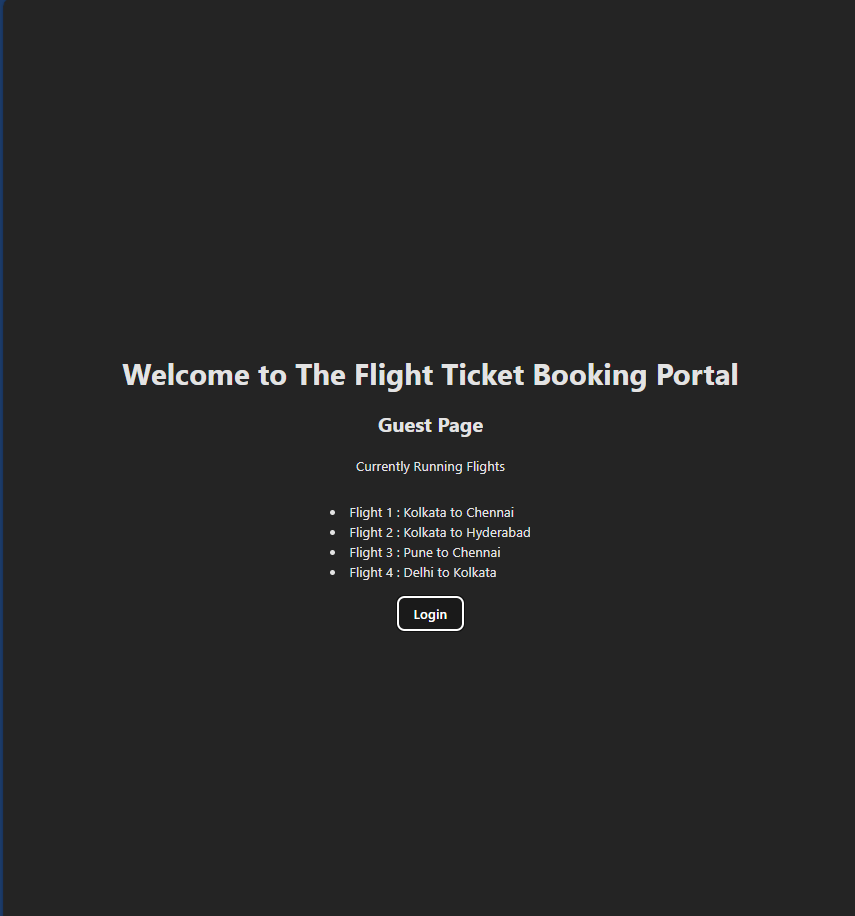 Welcome to The Flight Ticket Booking Portal
Guest Page
Currently Running Flights
Flight 1 : Kolkata to Chennai
Flight 2 : Kolkata to Hyderabad
Flight 3 : Pune to Chennai
Flight 4 : Delhi to Kolkata
Login